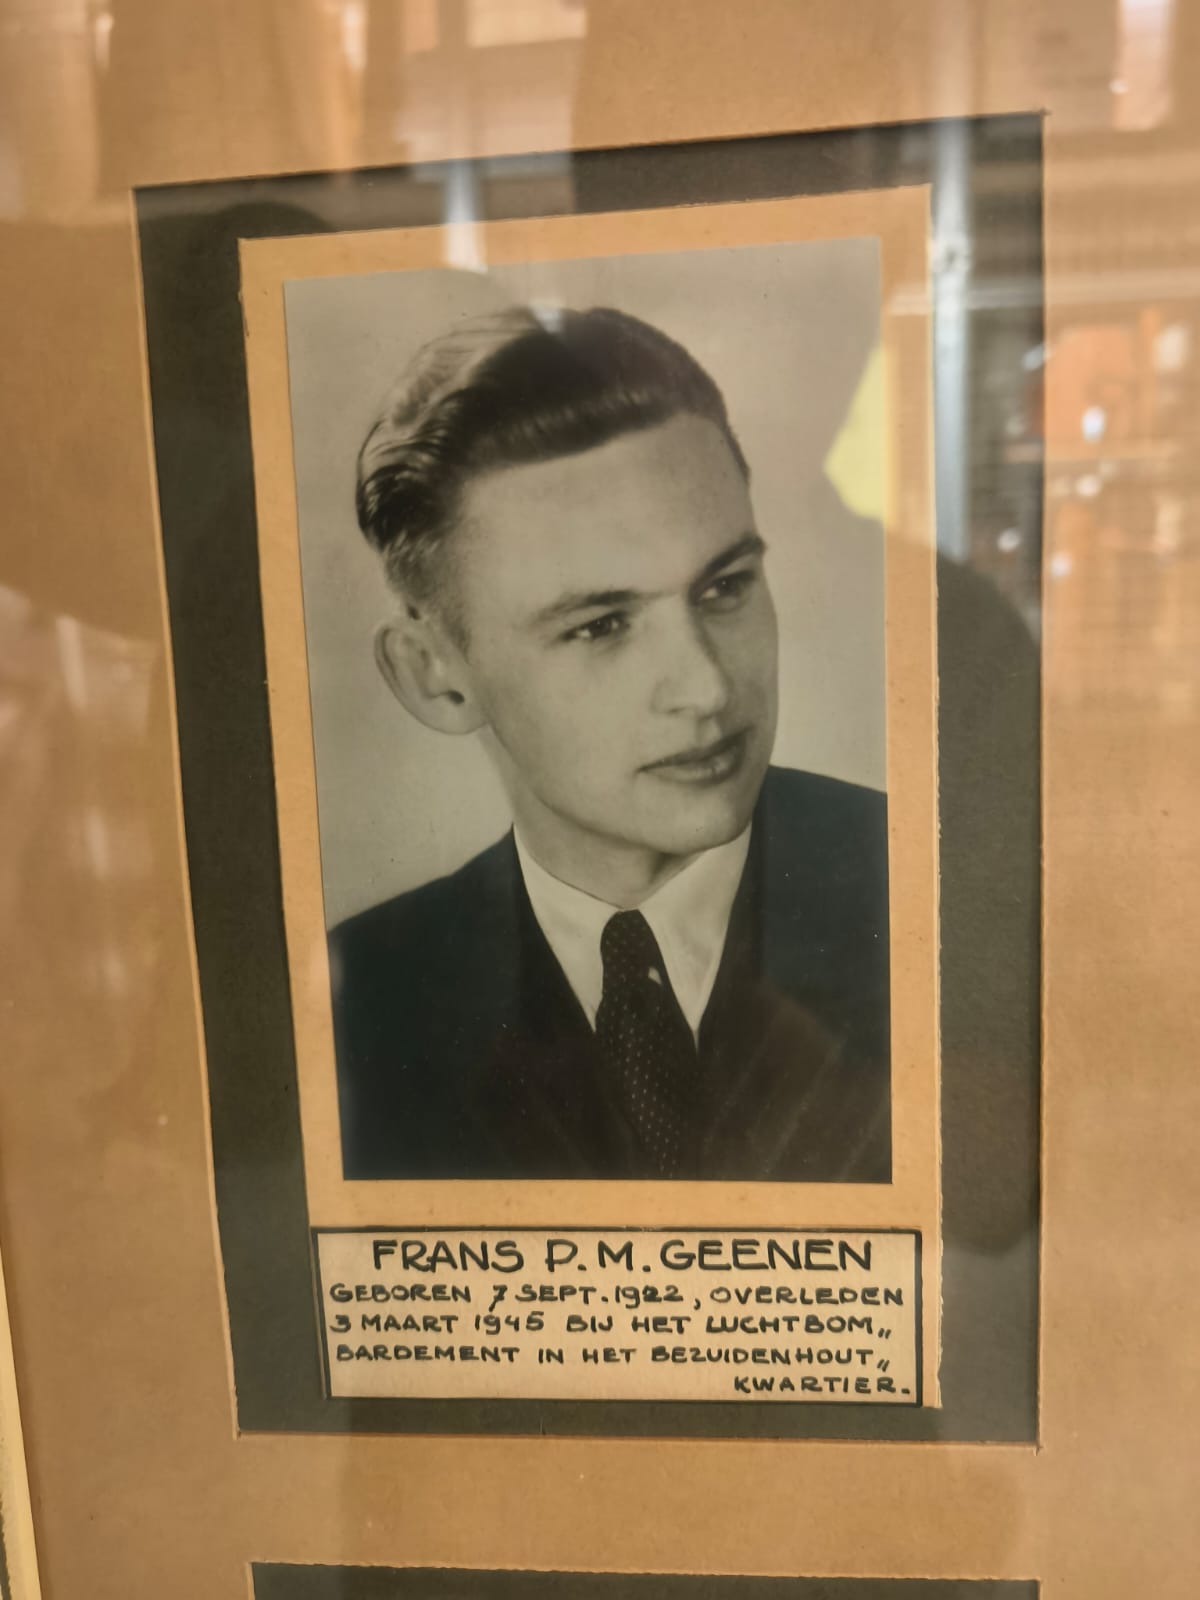 FRANS P. M. GEENEN
GEBOREN 7 SEPT. 1922, OVERLEDEN
3 MAART 1945 BIJ HET LUCHTBOM„
BARDEMENT IN HET BEZUIDENHOUT„
KWARTIER.